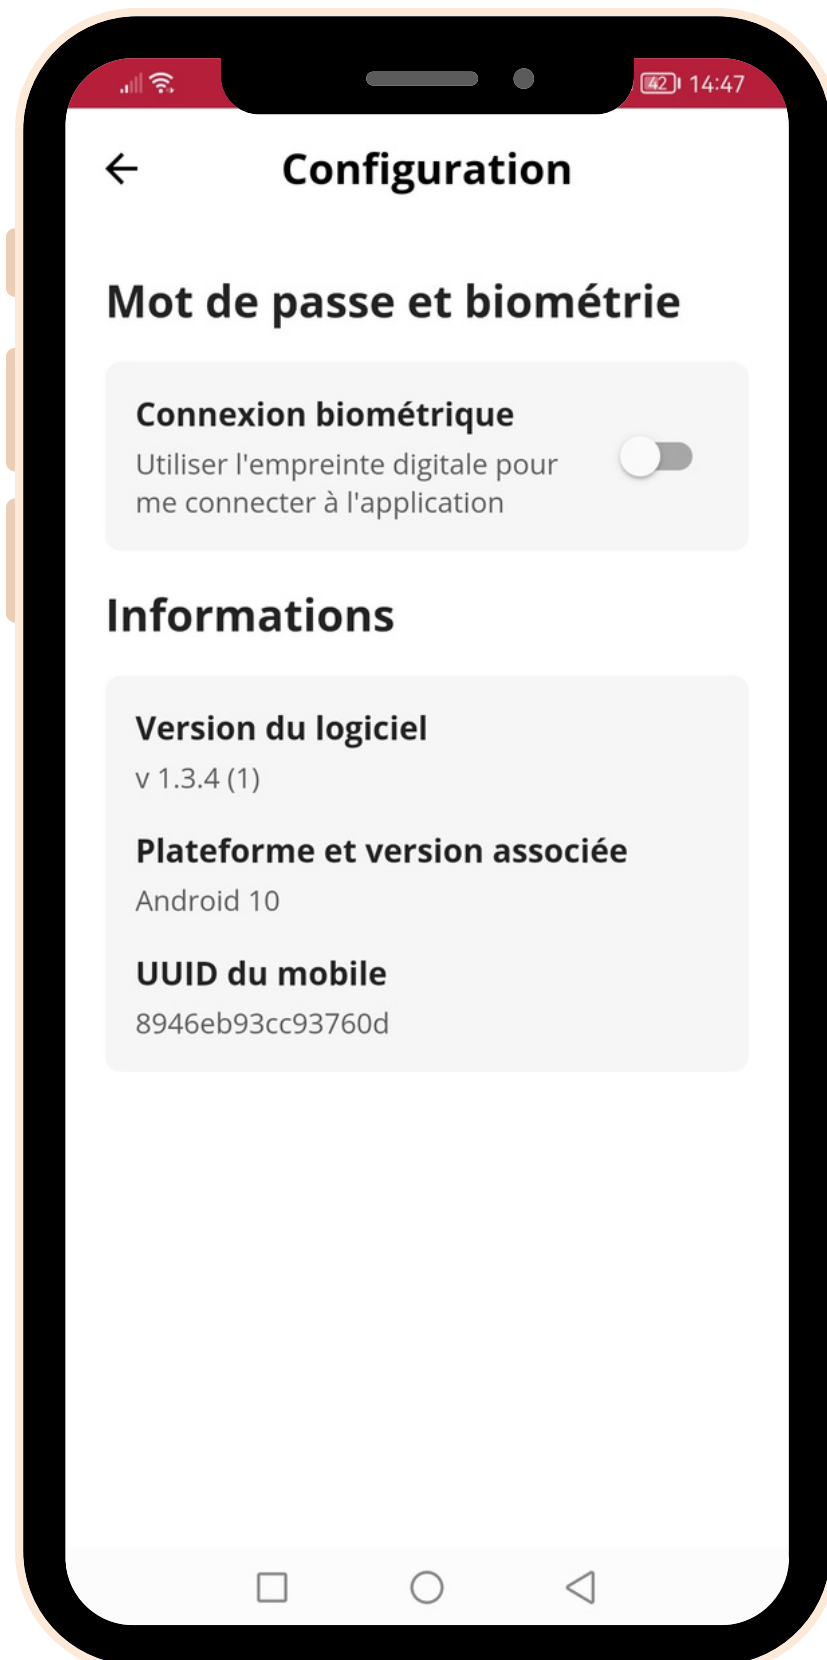 42 14:47
Configuration
Mot de passe et biométrie
Connexion biométrique
Utiliser l'empreinte digitale pour
me connecter à l'application
Informations
Version du logiciel
v 1.3.4 (1)
Plateforme et version associée
Android 10
UUID du mobile
8946eb93cc93760d